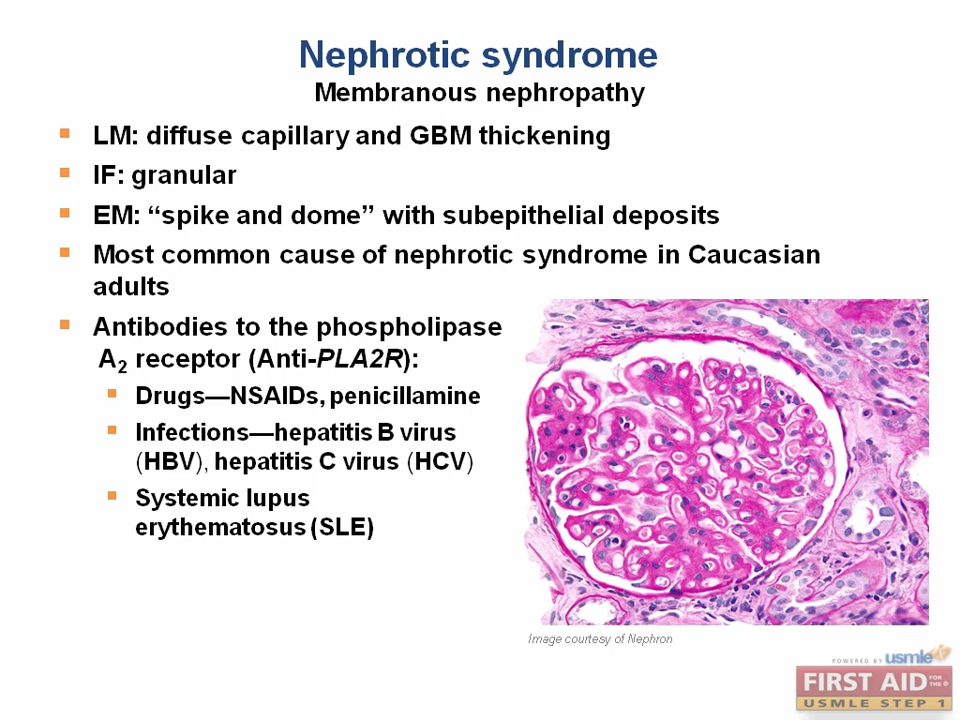 Nephrotic syndrome
Membranous nephropathy
LM: diffuse capillary and GBM thickening
IF: granular
EM: “spike and dome” with subepithelial deposits
Most common cause of nephrotic syndrome in Caucasian
adults
Antibodies to the phospholipase
A2 receptor (Anti-PLA2R):
Drugs—NSAIDs, penicillamine
Infections—hepatitis B virus
(HBV), hepatitis C virus (HCV)
Systemic lupus
erythematosus (SLE)
Image courtesy of Nephron
POWERED BY usmle
FIRST AID FOR THE ®
USMLE STEP 1